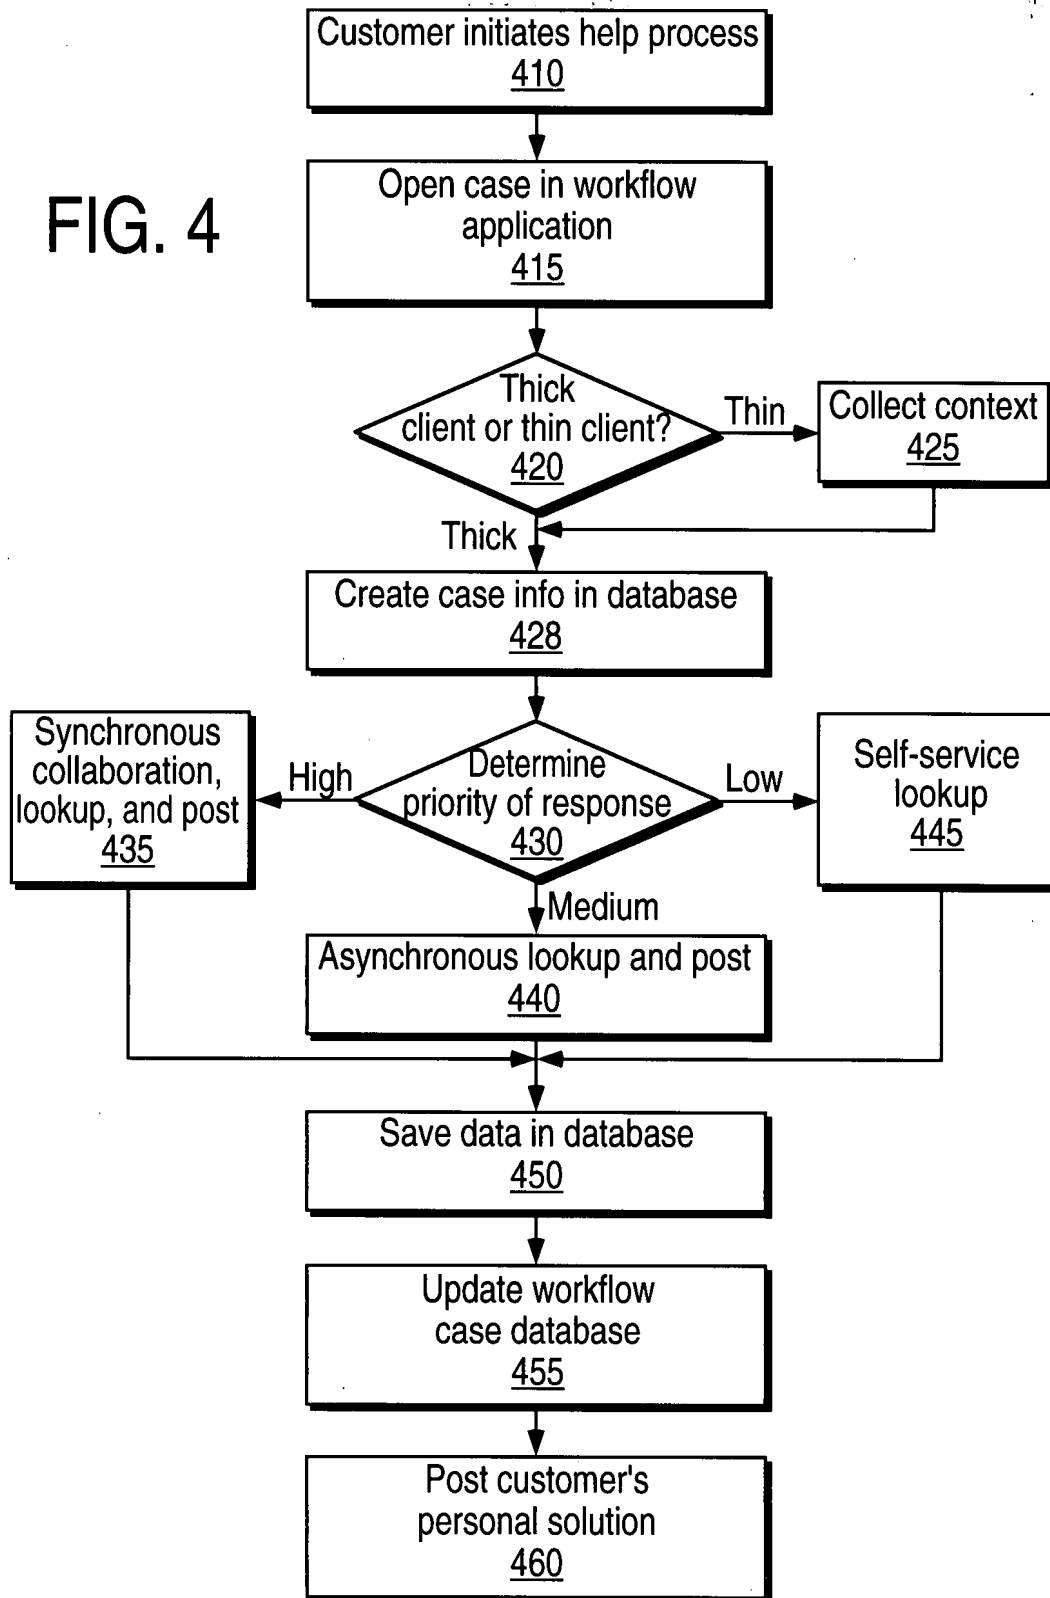 Customer initiates help process
410
FIG. 4
Open case in workflow
application
415
Thick
client or thin client?
420
Thin
Collect context
425
Thick
Create case info in database
428
Synchronous
collaboration,
lookup, and post
435
High
Determine
priority of response
430
Low
Self-service
lookup
445
Medium
Asynchronous lookup and post
440
Save data in database
450
Update workflow
case database
455
Post customer's
personal solution
460